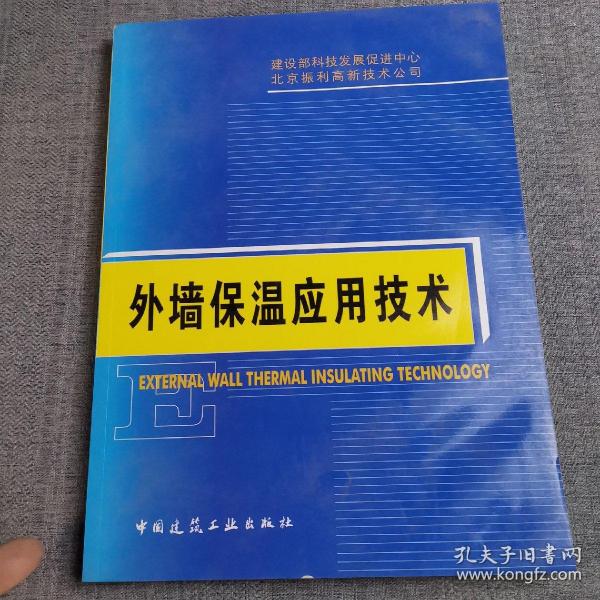 建设部科技发展促进中心
北京振利高新技术公司
外墙保温应用技术
E
EXTERNAL WALL THERMAL INSULATING TECHNOLOGY
中国建筑工业出版社
孔夫子旧书网
www.kongfz.com